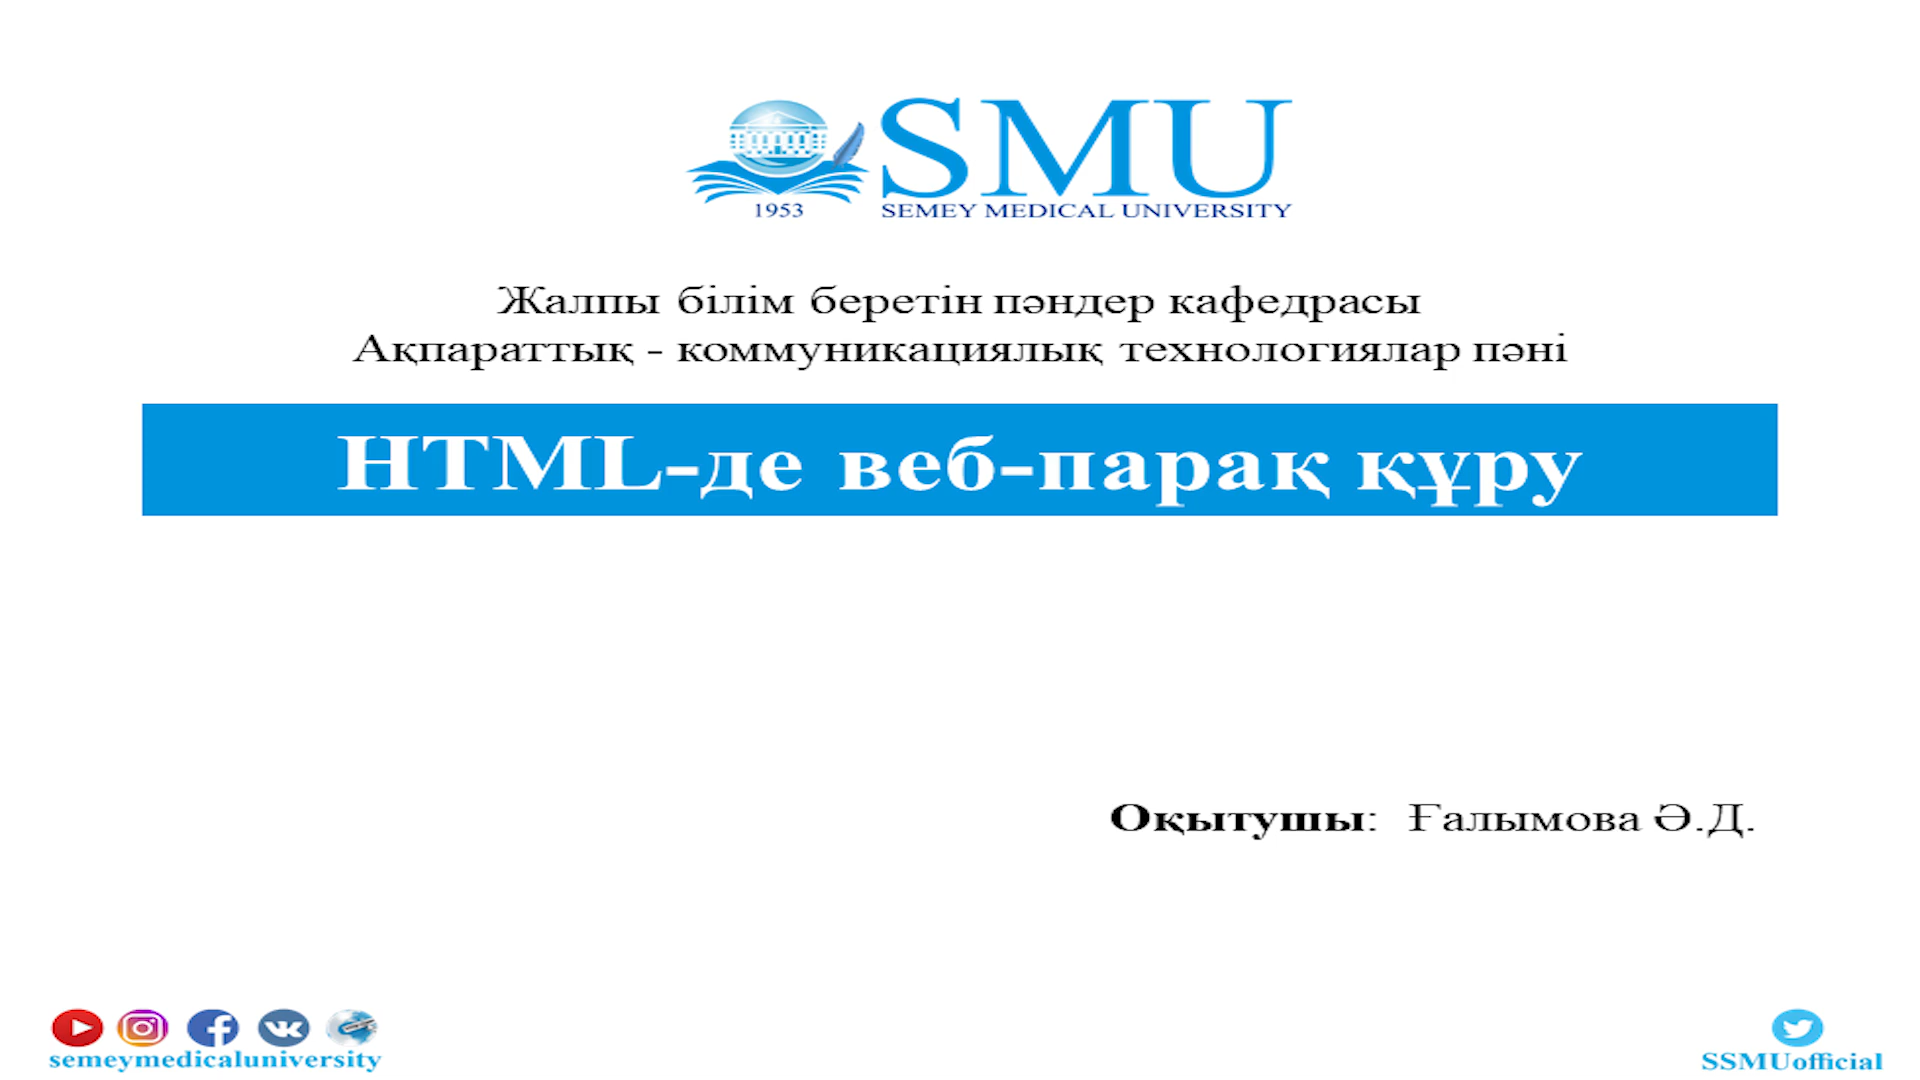 SMU
1953
SEMEY MEDICAL UNIVERSITY
Жалпы білім беретін пәндер кафедрасы
Ақпараттық - коммуникациялық технологиялар пәні
HTML-де веб-парақ құру
Оқытушы: Ғалымова Ә.Д.
semeymedicaluniversity
SSMUofficial